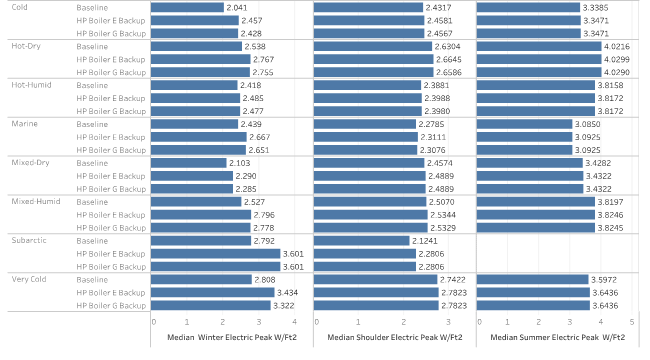 Cold Baseline 2.041 2.4317 3.3385
HP Boiler E Backup 2.457 2.4581 3.3471
HP Boiler G Backup 2.428 2.4567 3.3471
Hot-Dry Baseline 2.538 2.6304 4.0216
HP Boiler E Backup 2.767 2.6645 4.0299
HP Boiler G Backup 2.755 2.6586 4.0290
Hot-Humid Baseline 2.418 2.3881 3.8158
HP Boiler E Backup 2.485 2.3988 3.8172
HP Boiler G Backup 2.477 2.3980 3.8172
Marine Baseline 2.439 2.2785 3.0850
HP Boiler E Backup 2.667 2.3111 3.0925
HP Boiler G Backup 2.651 2.3076 3.0925
Mixed-Dry Baseline 2.103 2.4574 3.4282
HP Boiler E Backup 2.290 2.4889 3.4322
HP Boiler G Backup 2.285 2.4889 3.4322
Mixed-Humid Baseline 2.527 2.5070 3.8197
HP Boiler E Backup 2.796 2.5344 3.8246
HP Boiler G Backup 2.778 2.5329 3.8245
Subarctic Baseline 2.792 2.1241
HP Boiler E Backup 3.601 2.2806
HP Boiler G Backup 3.601 2.2806
Very Cold Baseline 2.808 2.7422 3.5972
HP Boiler E Backup 3.434 2.7823 3.6436
HP Boiler G Backup 3.322 2.7823 3.6436
0 1 2 3 4 0 1 2 3 0 1 2 3 4 5
Median Winter Electric Peak W/Ft2 Median Shoulder Electric Peak W/Ft2 Median Summer Electric Peak W/Ft2